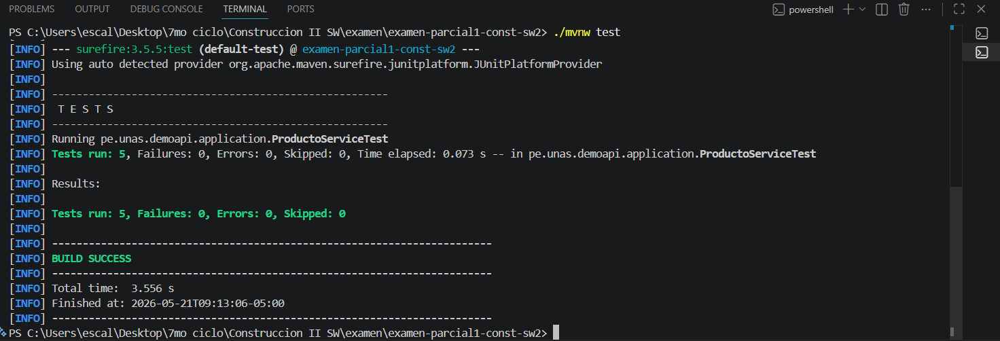 PROBLEMS OUTPUT DEBUG CONSOLE TERMINAL PORTS powershell
PS C:\Users\escal\Desktop\7mo ciclo\Construccion II SW\examen\examen-parcial1-const-sw2> ./mvnw test
[INFO] --- surefire:3.5.5:test (default-test) @ examen-parcial1-const-sw2 ---
[INFO] Using auto detected provider org.apache.maven.surefire.junitplatform.JUnitPlatformProvider
[INFO]
[INFO] -------------------------------------------------------
[INFO]  T E S T S
[INFO] -------------------------------------------------------
[INFO] Running pe.unas.demoapi.application.ProductoServiceTest
[INFO] Tests run: 5, Failures: 0, Errors: 0, Skipped: 0, Time elapsed: 0.073 s -- in pe.unas.demoapi.application.ProductoServiceTest
[INFO]
[INFO] Results:
[INFO]
[INFO] Tests run: 5, Failures: 0, Errors: 0, Skipped: 0
[INFO]
[INFO] ------------------------------------------------------------------------
[INFO] BUILD SUCCESS
[INFO] ------------------------------------------------------------------------
[INFO] Total time:  3.556 s
[INFO] Finished at: 2026-05-21T09:13:06-05:00
[INFO] ------------------------------------------------------------------------
PS C:\Users\escal\Desktop\7mo ciclo\Construccion II SW\examen\examen-parcial1-const-sw2>